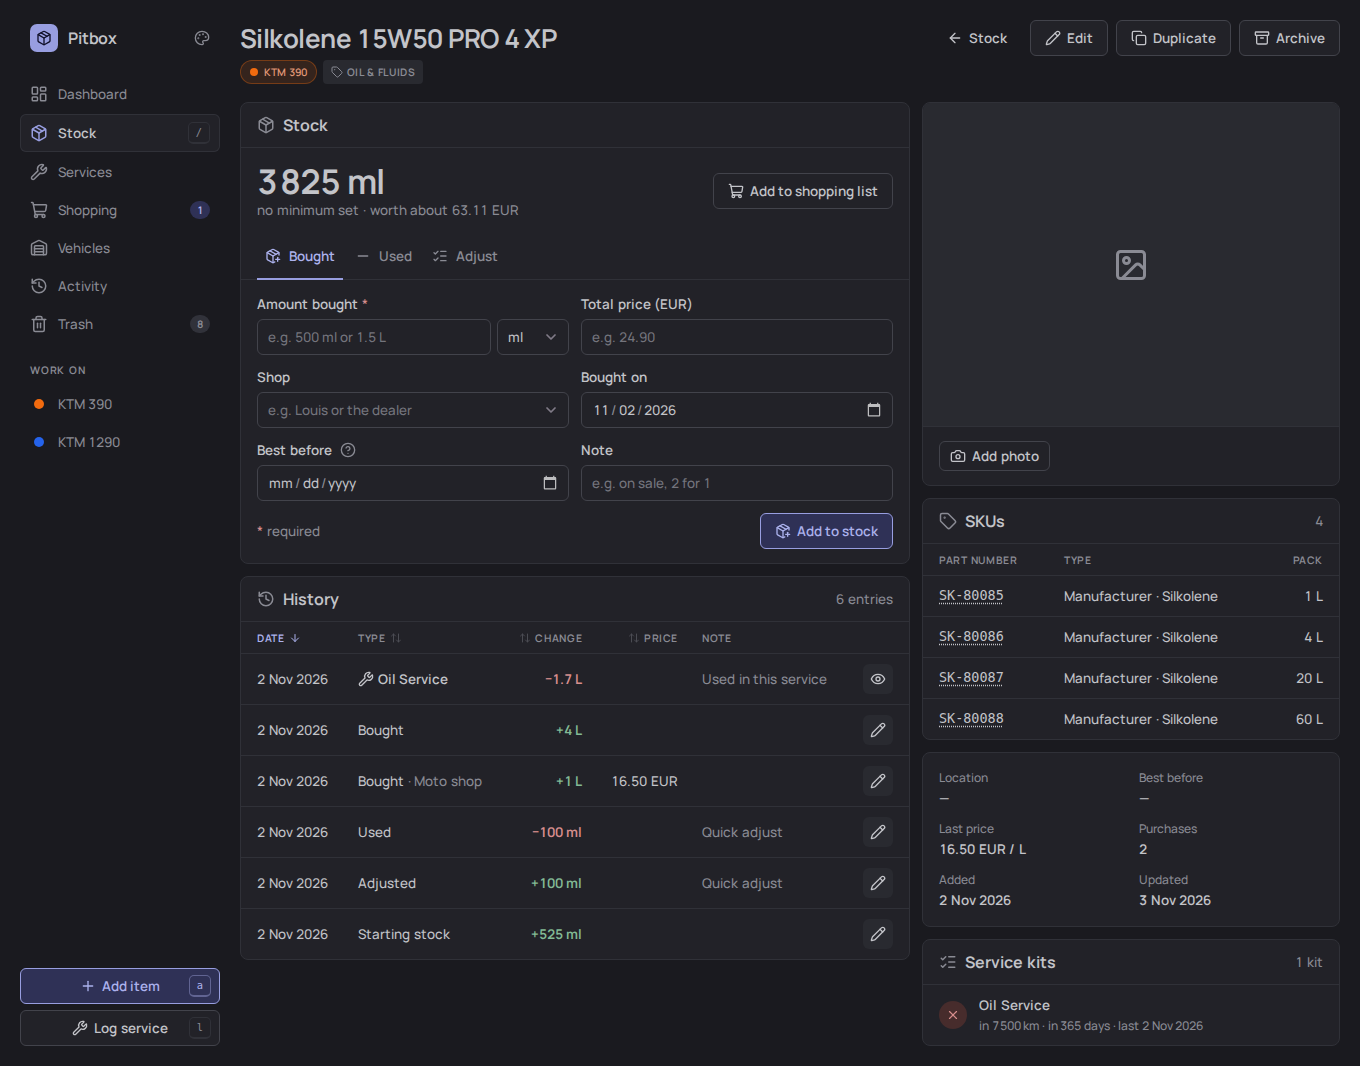 Pitbox
Dashboard
Stock /
Services
Shopping 1
Vehicles
Activity
Trash 8
WORK ON
KTM 390
KTM 1290
+ Add item a
Log service l
Silkolene 15W50 PRO 4 XP
KTM 390 OIL & FLUIDS
← Stock Edit Duplicate Archive
Stock
3 825 ml
no minimum set · worth about 63.11 EUR
Add to shopping list
Bought Used Adjust
Amount bought * Total price (EUR)
e.g. 500 ml or 1.5 L ml e.g. 24.90
Shop Bought on
e.g. Louis or the dealer 11 / 02 / 2026
Best before ? Note
mm / dd / yyyy e.g. on sale, 2 for 1
* required Add to stock
History 6 entries
DATE ↓ TYPE ↑↓ ↑↓ CHANGE ↑↓ PRICE NOTE
2 Nov 2026 Oil Service −1.7 L Used in this service
2 Nov 2026 Bought +4 L
2 Nov 2026 Bought · Moto shop +1 L 16.50 EUR
2 Nov 2026 Used −100 ml Quick adjust
2 Nov 2026 Adjusted +100 ml Quick adjust
2 Nov 2026 Starting stock +525 ml
Add photo
SKUs 4
PART NUMBER TYPE PACK
SK-80085 Manufacturer · Silkolene 1 L
SK-80086 Manufacturer · Silkolene 4 L
SK-80087 Manufacturer · Silkolene 20 L
SK-80088 Manufacturer · Silkolene 60 L
Location Best before
— —
Last price Purchases
16.50 EUR / L 2
Added Updated
2 Nov 2026 3 Nov 2026
Service kits 1 kit
Oil Service
in 7 500 km · in 365 days · last 2 Nov 2026